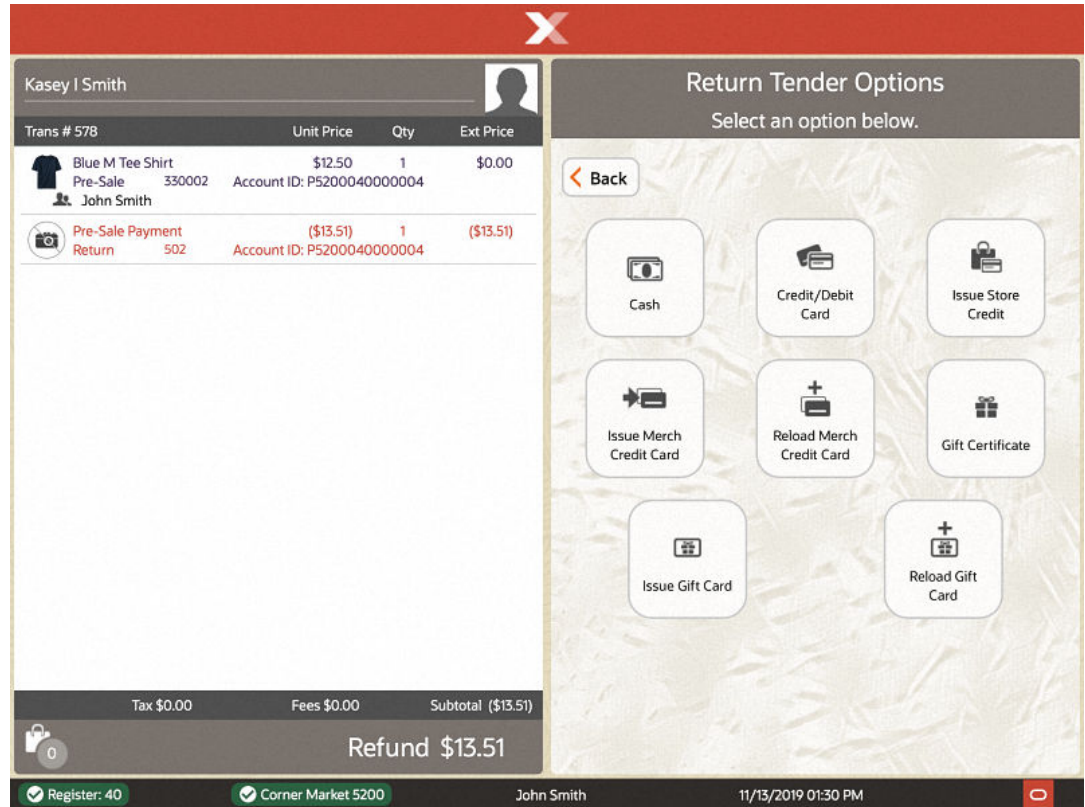 Kasey I Smith
Trans # 578 Unit Price Qty Ext Price
Blue M Tee Shirt $12.50 1 $0.00
Pre-Sale 330002 Account ID: P5200040000004
John Smith
Pre-Sale Payment ($13.51) 1 ($13.51)
Return 502 Account ID: P5200040000004
Tax $0.00 Fees $0.00 Subtotal ($13.51)
0
Refund $13.51
Return Tender Options
Select an option below.
Back
Cash
Credit/Debit
Card
Issue Store
Credit
Issue Merch
Credit Card
Reload Merch
Credit Card
Gift Certificate
Issue Gift Card
Reload Gift
Card
Register: 40 Corner Market 5200 John Smith 11/13/2019 01:30 PM